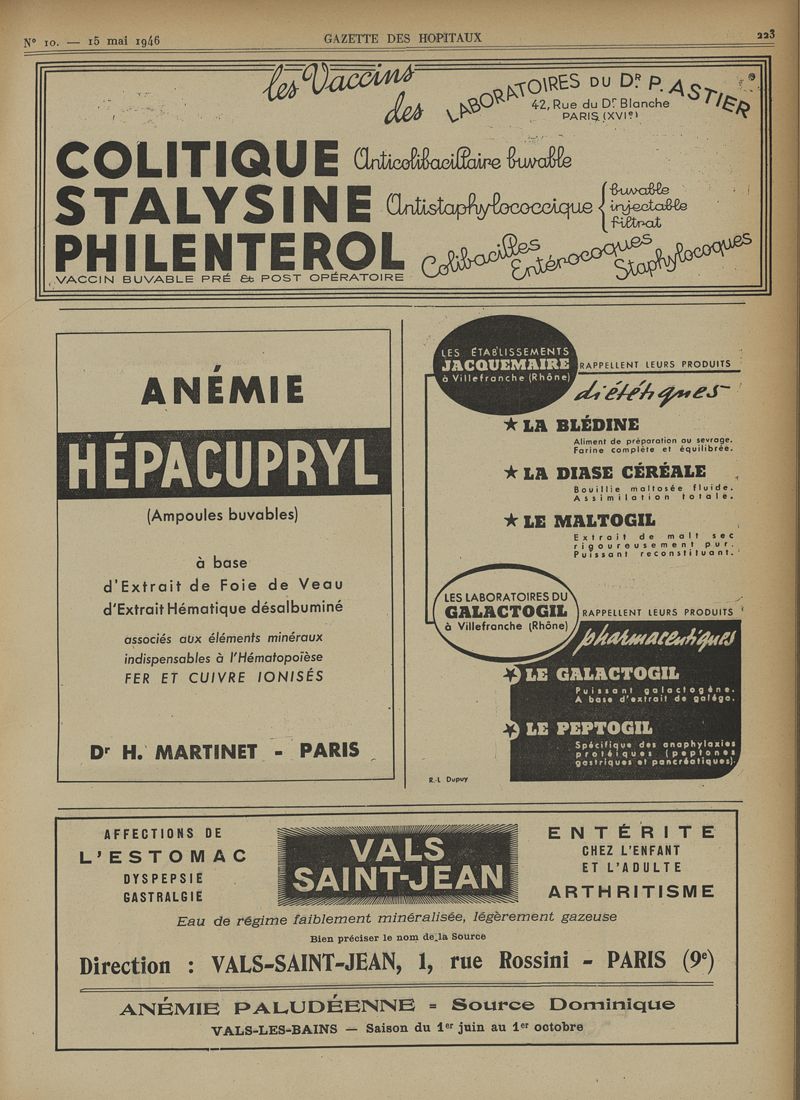 N° 10. — 15 mai 1946
GAZETTE DES HOPITAUX
223
les Vaccins
des
LABORATOIRES DU Dr P. ASTIER
42, Rue du Dr Blanche
PARIS (XVIe)
COLITIQUE Anticolibacillaire buvable
STALYSINE Antistaphylococcique { buvable
injectable
filtrat
PHILENTEROL Colibacilles
Entérocoques
Staphylocoques
VACCIN BUVABLE PRÉ & POST OPÉRATOIRE
ANÉMIE
HÉPACUPRYL
(Ampoules buvables)
à base
d'Extrait de Foie de Veau
d'Extrait Hématique désalbuminé
associés aux éléments minéraux
indispensables à l'Hématopoïèse
FER ET CUIVRE IONISÉS
Dr H. MARTINET - PARIS
LES ÉTABLISSEMENTS
JACQUEMAIRE
à Villefranche (Rhône)
RAPPELLENT LEURS PRODUITS
diététiques
★ LA BLÉDINE
Aliment de préparation au sevrage.
Farine complète et équilibrée.
★ LA DIASE CÉRÉALE
Bouillie maltosée fluide.
Assimilation totale.
★ LE MALTOGIL
Extrait de malt sec
rigoureusement pur.
Puissant reconstituant.
LES LABORATOIRES DU
GALACTOGIL
à Villefranche (Rhône)
RAPPELLENT LEURS PRODUITS
pharmaceutiques
★ LE GALACTOGIL
Puissant galactogène.
A base d'extrait de galéga.
★ LE PEPTOGIL
Spécifique des anaphylaxies
protéiques (peptones
gastriques et pancréatiques).
R.-L. Dupuy
AFFECTIONS DE
L'ESTOMAC
DYSPEPSIE
GASTRALGIE
VALS
SAINT-JEAN
ENTÉRITE
CHEZ L'ENFANT
ET L'ADULTE
ARTHRITISME
Eau de régime faiblement minéralisée, légèrement gazeuse
Bien préciser le nom de la Source
Direction : VALS-SAINT-JEAN, 1, rue Rossini - PARIS (9e)
ANÉMIE PALUDÉENNE = Source Dominique
VALS-LES-BAINS — Saison du 1er juin au 1er octobre